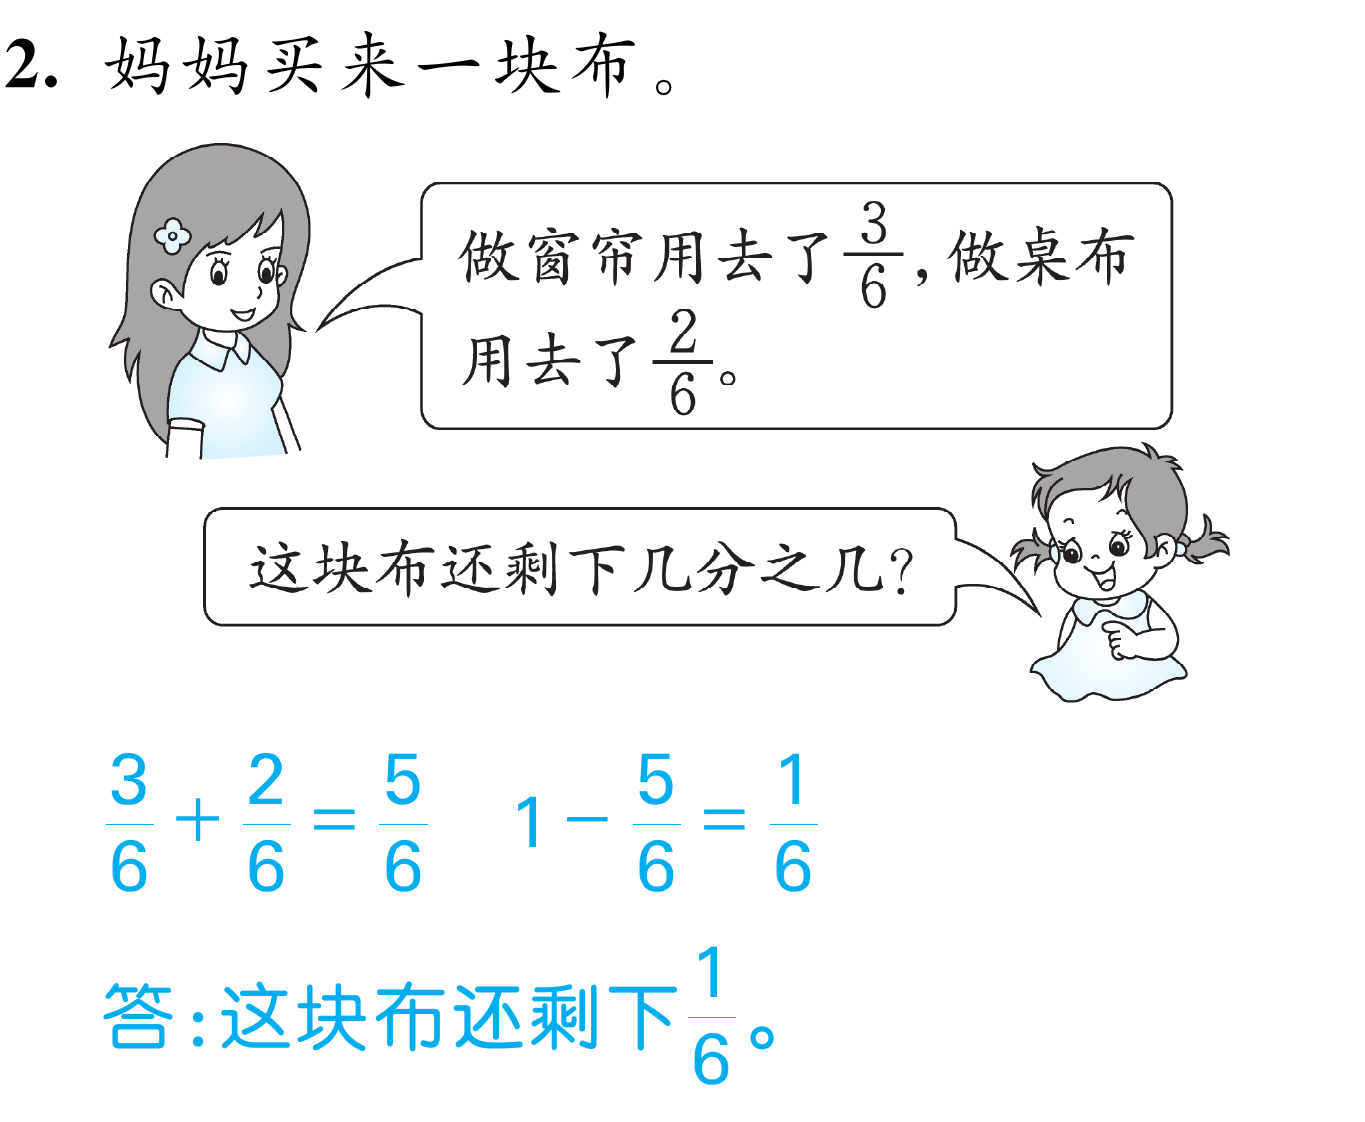 2. 妈妈买来一块布。
做窗帘用去了3/6,做桌布
用去了2/6。
这块布还剩下几分之几?
3/6+2/6=5/6 1-5/6=1/6
答:这块布还剩下1/6。